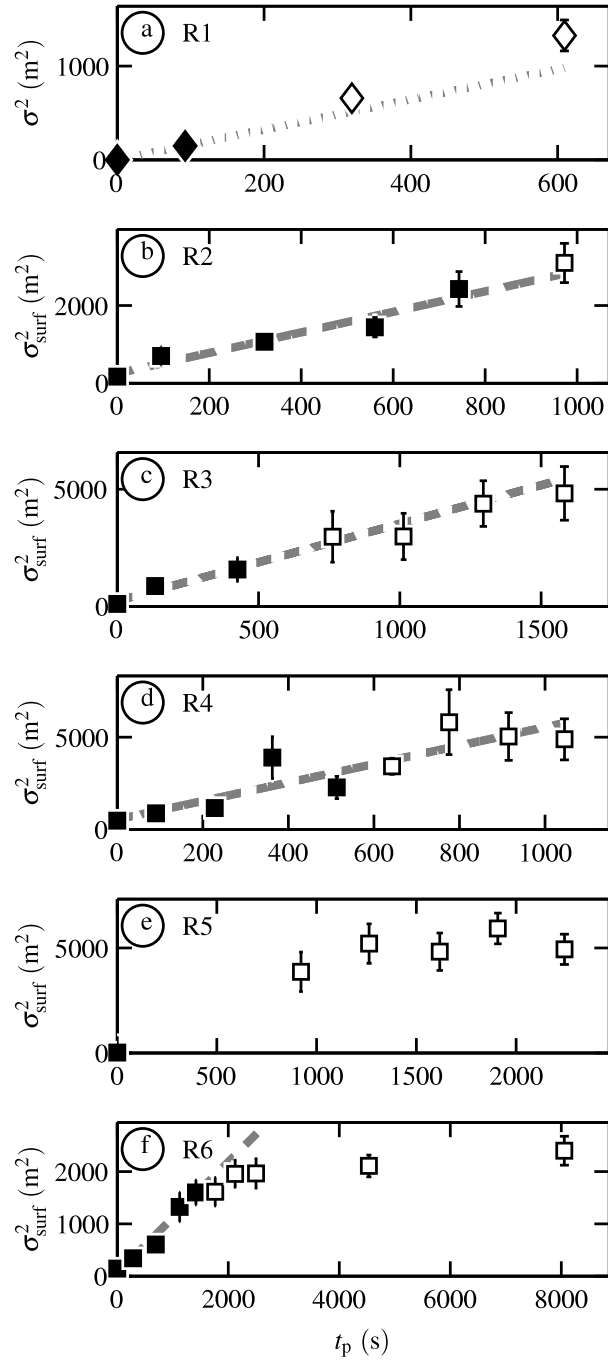 a R1
1000
σ² (m²)
0
0 200 400 600
b R2
2000
σ²surf (m²)
0
0 200 400 600 800 1000
c R3
5000
σ²surf (m²)
0
0 500 1000 1500
d R4
5000
σ²surf (m²)
0
0 200 400 600 800 1000
e R5
5000
σ²surf (m²)
0
0 500 1000 1500 2000
f R6
2000
1000
σ²surf (m²)
0
0 2000 4000 6000 8000
tp (s)